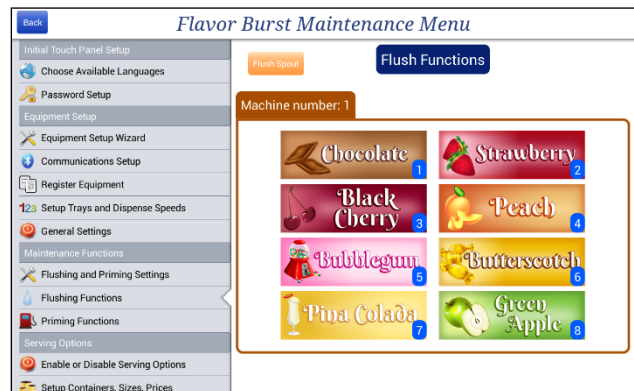 Back
Flavor Burst Maintenance Menu
Initial Touch Panel Setup
Choose Available Languages
Password Setup
Equipment Setup
Equipment Setup Wizard
Communications Setup
Register Equipment
123 Setup Trays and Dispense Speeds
General Settings
Maintenance Functions
Flushing and Priming Settings
Flushing Functions
Priming Functions
Serving Options
Enable or Disable Serving Options
Setup Containers, Sizes, Prices
Flush Spout
Flush Functions
Machine number: 1
Chocolate 1
Strawberry 2
Black
Cherry 3
Peach 4
Bubblegum 5
Butterscotch 6
Pina Colada 7
Green
Apple 8